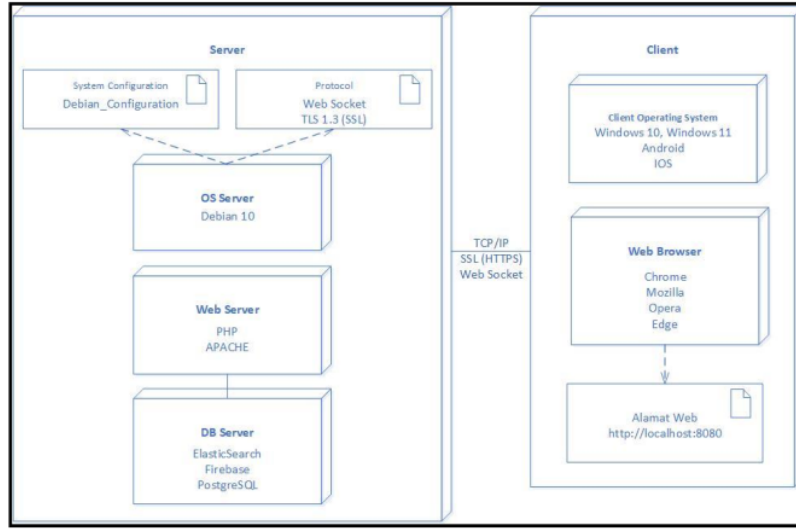 Server
System Configuration
Debian_Configuration
Protocol
Web Socket
TLS 1.3 (SSL)
OS Server
Debian 10
Web Server
PHP
APACHE
DB Server
ElasticSearch
Firebase
PostgreSQL
TCP/IP
SSL (HTTPS)
Web Socket
Client
Client Operating System
Windows 10, Windows 11
Android
IOS
Web Browser
Chrome
Mozilla
Opera
Edge
Alamat Web
http://localhost:8080